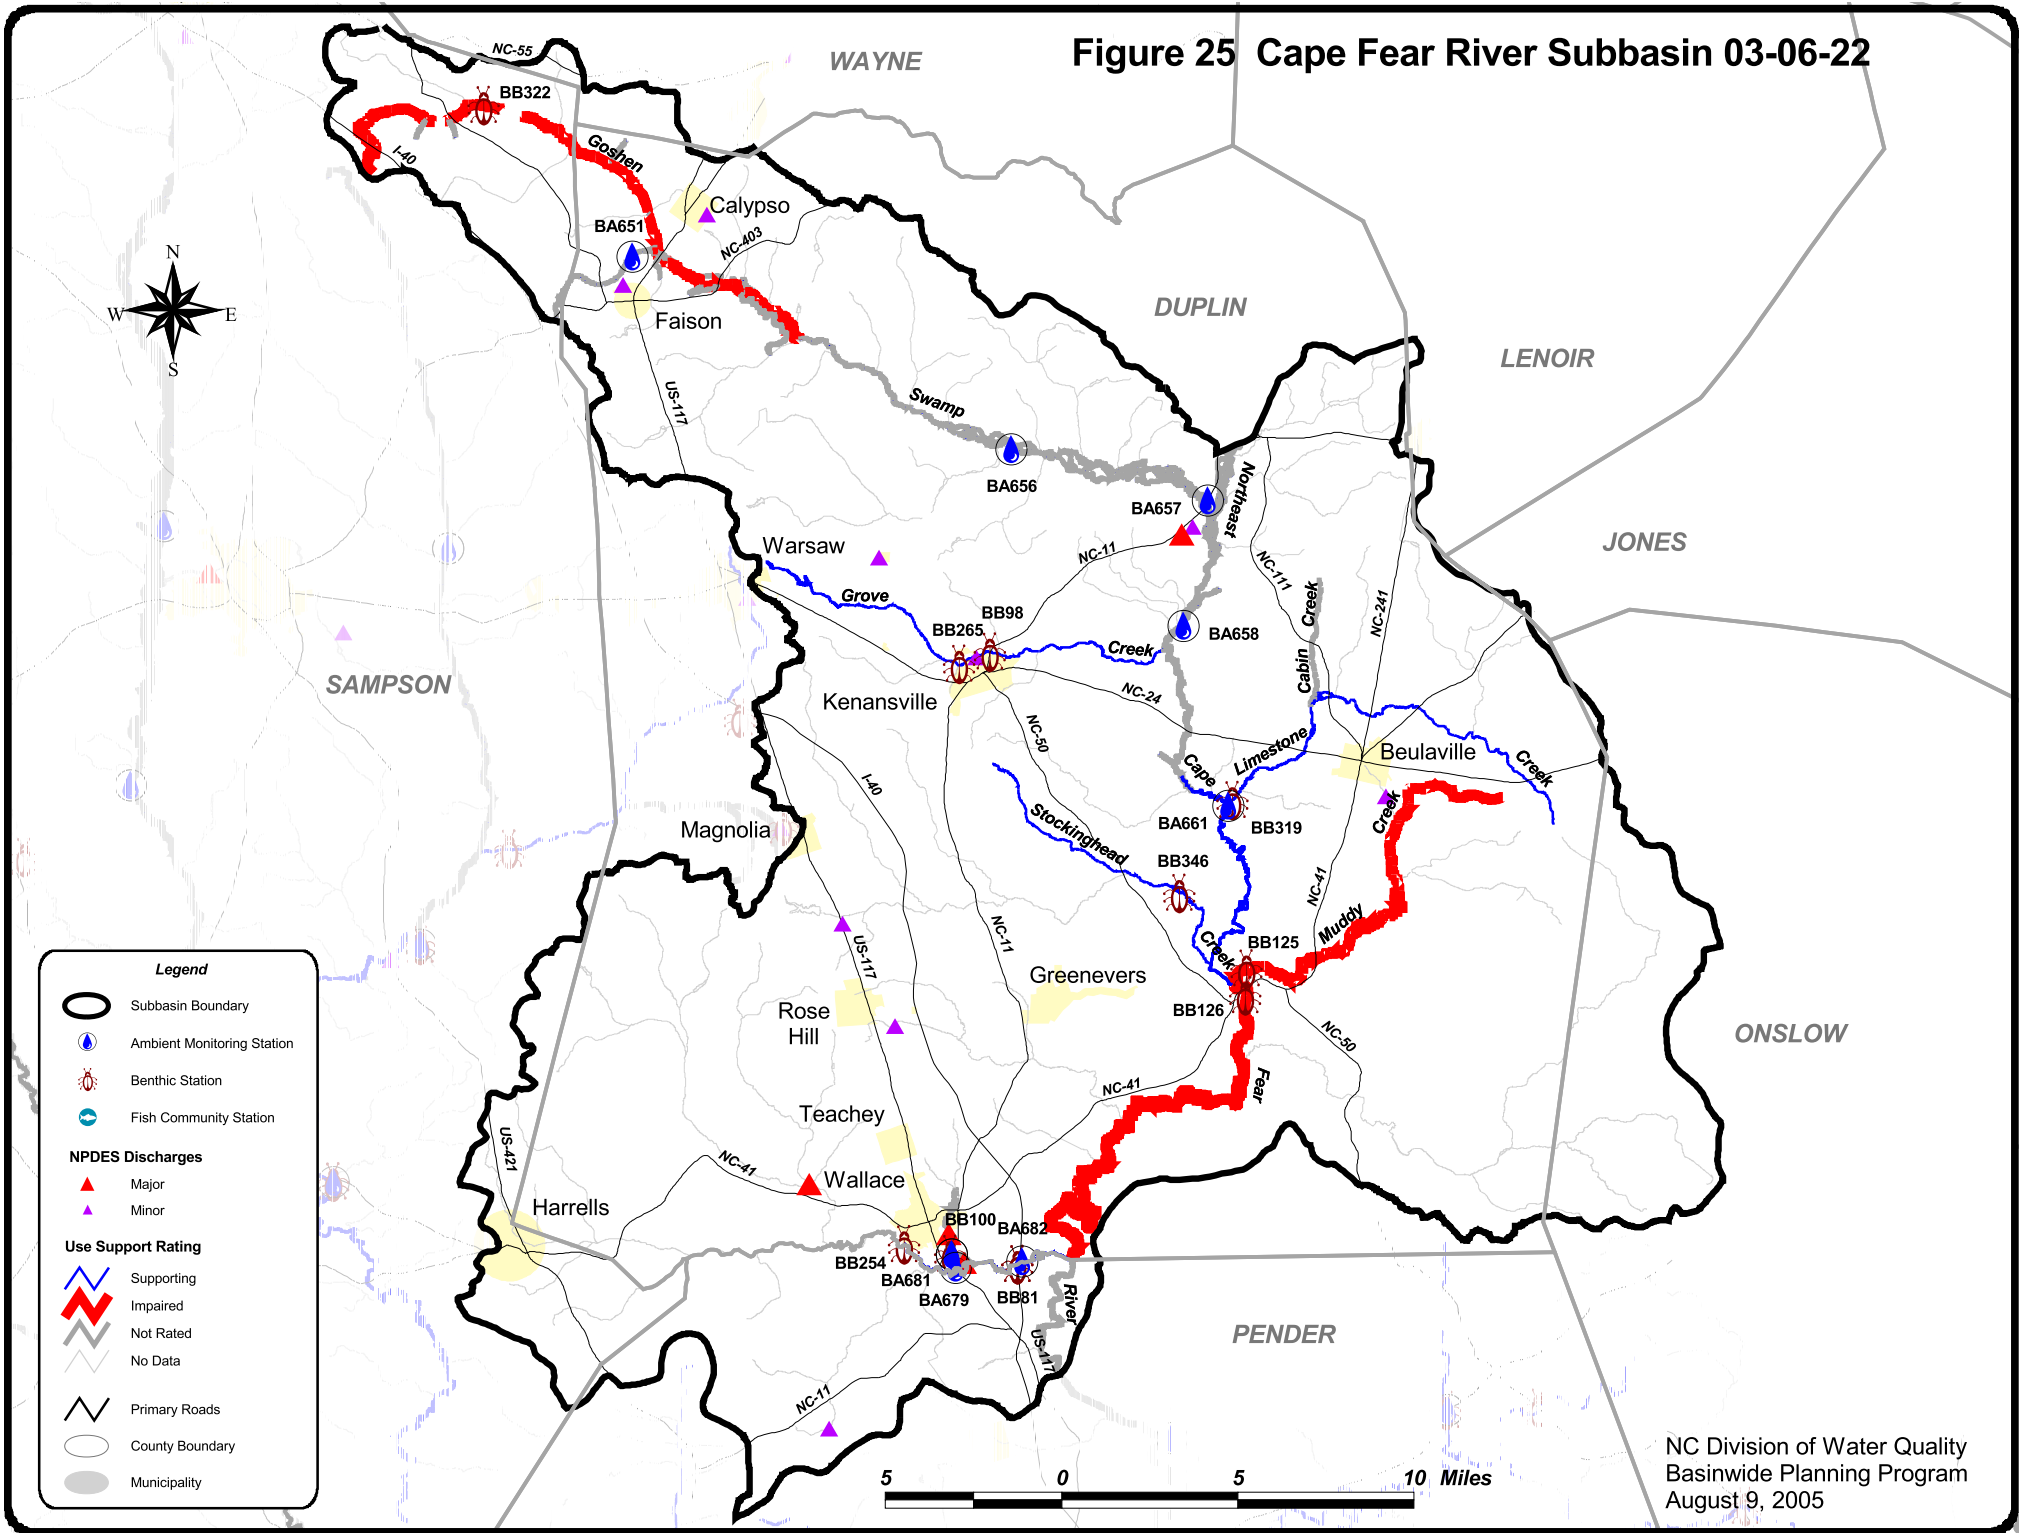 Figure 25  Cape Fear River Subbasin 03-06-22
WAYNE
NC-55
BB322
I-40
Goshen
Calypso
BA651
NC-403
N
W
E
S
Faison
DUPLIN
LENOIR
US-117
Swamp
BA656
Northeast
BA657
JONES
Warsaw
NC-11
NC-111
Grove
Creek
NC-241
BB98
BB265
BA658
Creek
Cabin
SAMPSON
Kenansville
NC-24
NC-50
Limestone
Beulaville
Creek
Cape
I-40
Magnolia
Stockinghead
BA661
BB319
Creek
BB346
NC-41
Muddy
NC-11
US-117
Creek
BB125
Greenevers
Rose
Hill
BB126
NC-50
ONSLOW
Fear
NC-41
Teachey
US-421
NC-41
Wallace
Harrells
BB100
BA682
BB254
BA681
BA679
BB81
River
US-117
PENDER
NC-11
Legend
Subbasin Boundary
Ambient Monitoring Station
Benthic Station
Fish Community Station
NPDES Discharges
Major
Minor
Use Support Rating
Supporting
Impaired
Not Rated
No Data
Primary Roads
County Boundary
Municipality
5 0 5 10 Miles
NC Division of Water Quality
Basinwide Planning Program
August 9, 2005